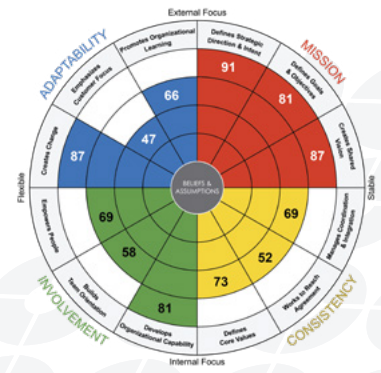 External Focus
ADAPTABILITY
MISSION
Promotes Organizational
Learning
Defines Strategic
Direction & Intent
Emphasizes
Customer Focus
Defines Goals
& Objectives
Creates Change
Creates Shared
Vision
66
91
47
81
87
87
Flexible
BELIEFS &
ASSUMPTIONS
Stable
Empowers People
69
69
Manages Coordination
& Integration
58
52
Builds
Team Orientation
81
73
Works to Reach
Agreement
Develops
Organizational Capability
Defines
Core Values
INVOLVEMENT
CONSISTENCY
Internal Focus